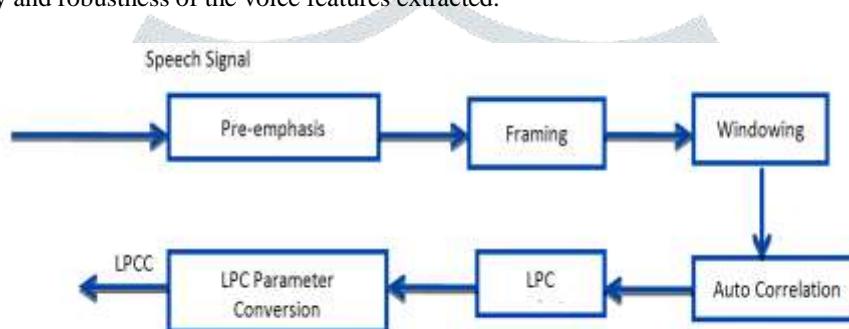 and robustness of the voice features extracted.
Speech Signal
Pre-emphasis
Framing
Windowing
LPCC
LPC Parameter
Conversion
LPC
Auto Correlation